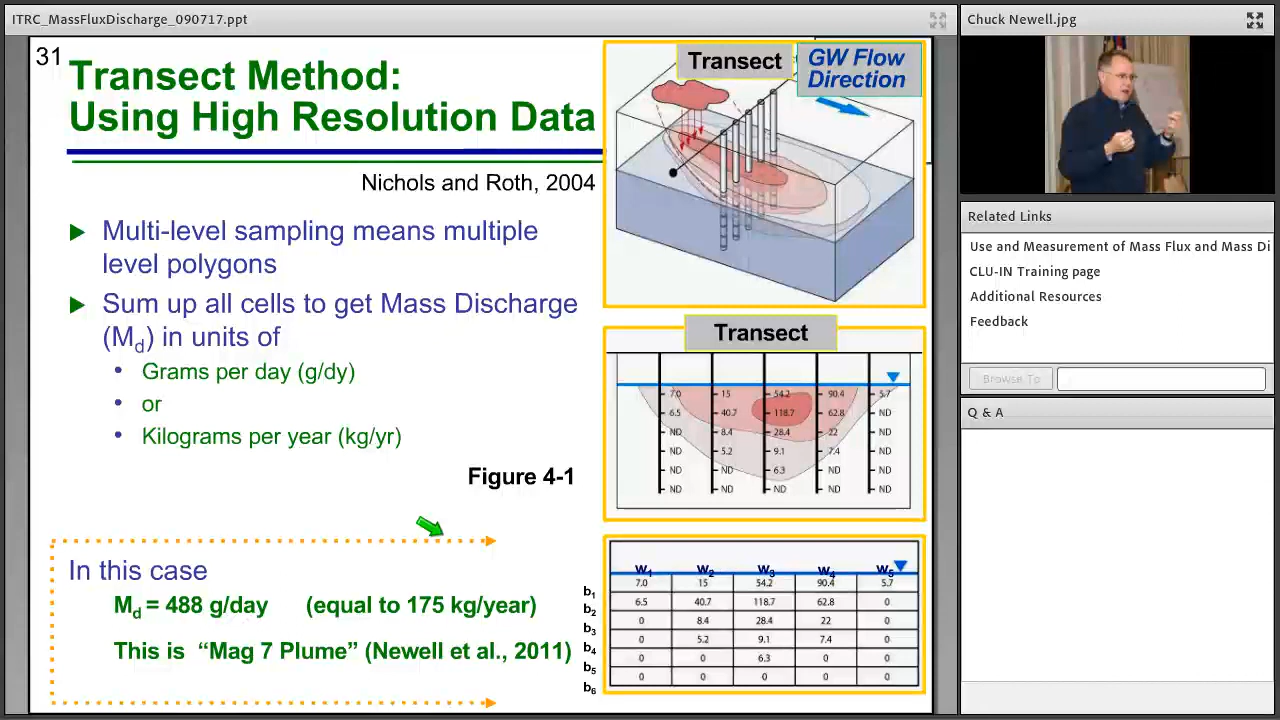 ITRC_MassFluxDischarge_090717.ppt
31
Transect Method:
Using High Resolution Data
Nichols and Roth, 2004
Multi-level sampling means multiple
level polygons
Sum up all cells to get Mass Discharge
(Md) in units of
Grams per day (g/dy)
or
Kilograms per year (kg/yr)
Figure 4-1
In this case
Md = 488 g/day (equal to 175 kg/year)
This is “Mag 7 Plume” (Newell et al., 2011)
Transect
GW Flow
Direction
Transect
7.0 15 54.2 90.4 5.7
6.5 40.7 118.7 62.8 ND
ND 8.4 28.4 22 ND
ND 5.2 9.1 7.4 ND
ND ND 6.3 ND ND
ND ND ND ND ND
w1 w2 w3 w4 w5
7.0 15 54.2 90.4 5.7
b1
6.5 40.7 118.7 62.8 0
b2
0 8.4 28.4 22 0
b3
0 5.2 9.1 7.4 0
b4
0 0 6.3 0 0
b5
0 0 0 0 0
b6
Chuck Newell.jpg
Related Links
Use and Measurement of Mass Flux and Mass Di
CLU-IN Training page
Additional Resources
Feedback
Browse To
Q & A